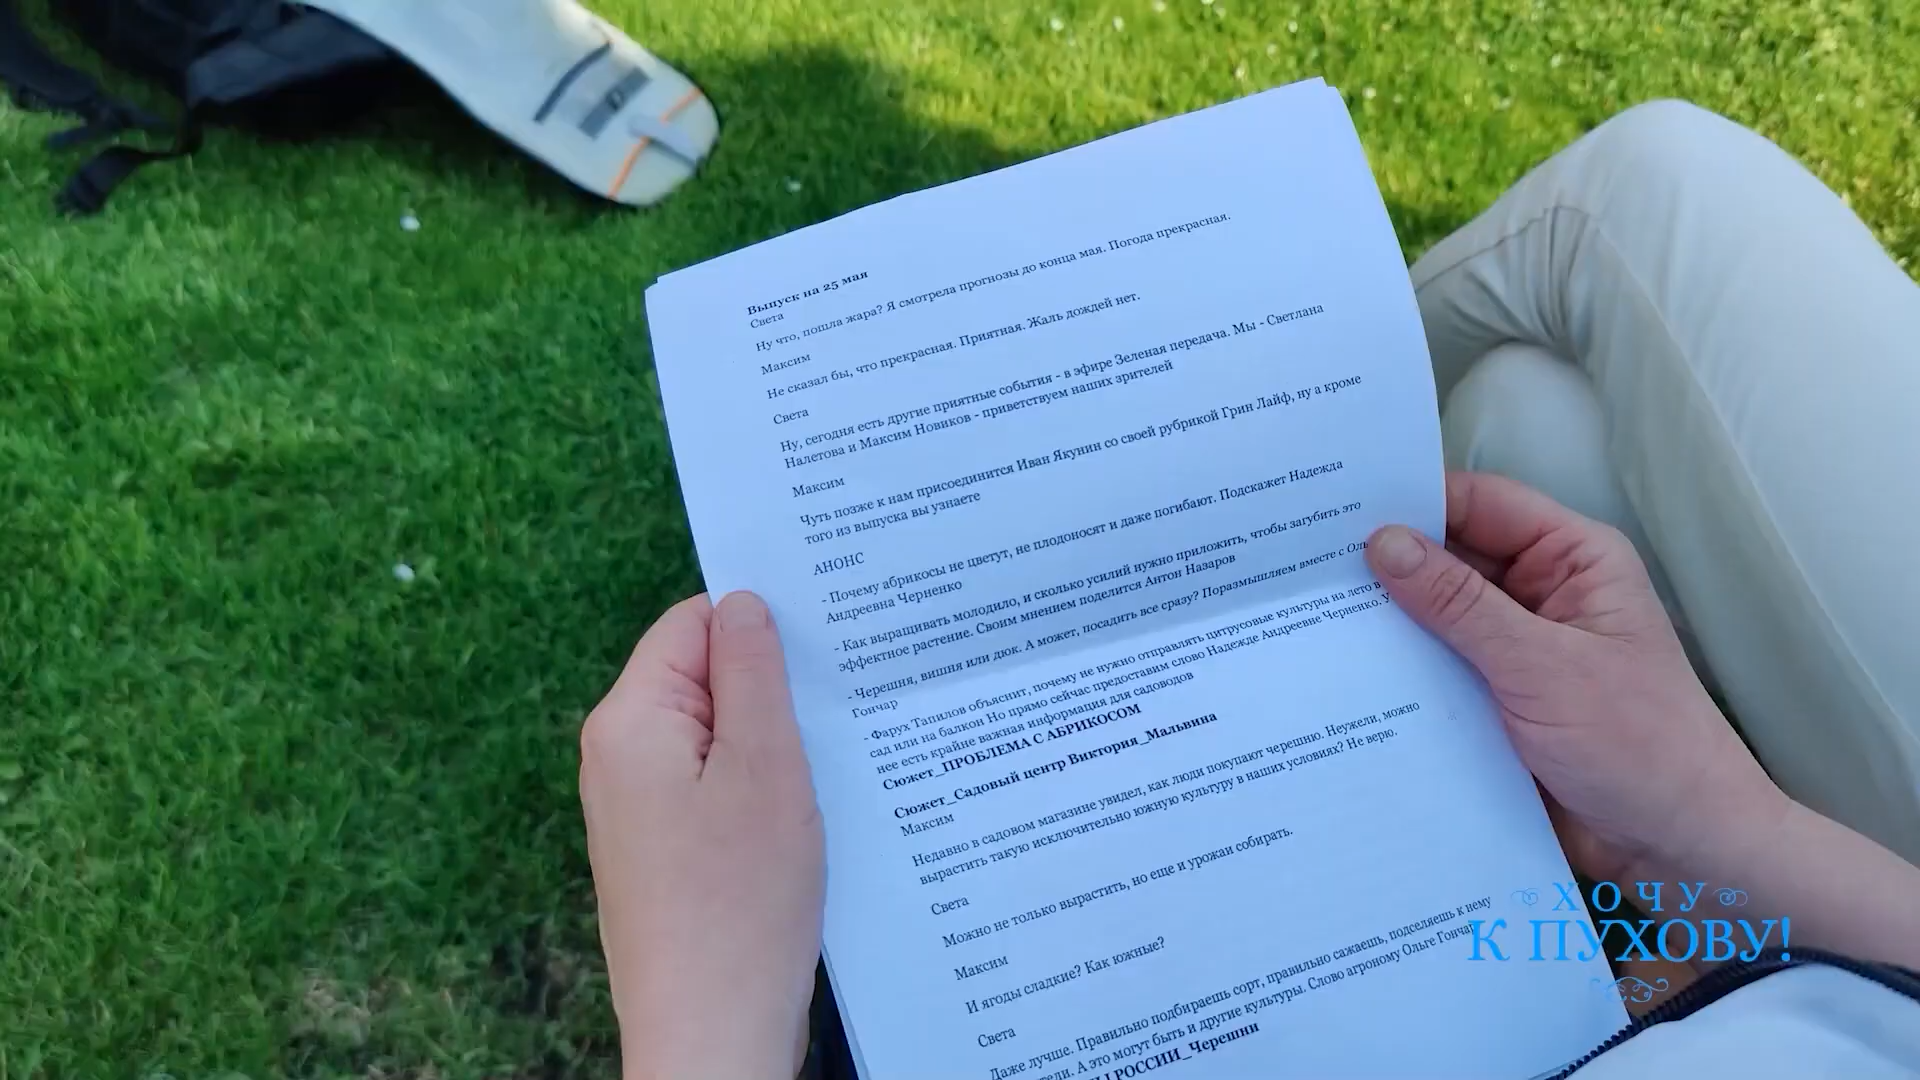 Выпуск на 25 мая
Света
Ну что, пошла жара? Я смотрела прогнозы до конца мая. Погода прекрасная.
Максим
Не сказал бы, что прекрасная. Приятная. Жаль дождей нет.
Света
Ну, сегодня есть другие приятные события - в эфире Зеленая передача. Мы - Светлана
Налетова и Максим Новиков - приветствуем наших зрителей
Максим
Чуть позже к нам присоединится Иван Якунин со своей рубрикой Грин Лайф, ну а кроме
того из выпуска вы узнаете
АНОНС
- Почему абрикосы не цветут, не плодоносят и даже погибают. Подскажет Надежда
Андреевна Черненко
- Как выращивать молодило, и сколько усилий нужно приложить, чтобы загубить это
эффектное растение. Своим мнением поделится Антон Назаров
- Черешня, вишня или дюк. А может, посадить все сразу? Поразмышляем вместе с
Гончар
- Фарух Тапилов объяснит, почему не нужно отправлять цитрусовые культуры на лето в
сад или на балкон Но прямо сейчас предоставим слово Надежде Андреевне Черненко. У
нее есть крайне важная информация для садоводов
Сюжет_ПРОБЛЕМА С АБРИКОСОМ
Сюжет_Садовый центр Виктория_Мальвина
Максим
Недавно в садовом магазине увидел, как люди покупают черешню. Неужели, можно
вырастить такую исключительно южную культуру в наших условиях? Не верю.
Света
Можно не только вырастить, но еще и урожаи собирать.
Максим
И ягоды сладкие? Как южные?
Света
Даже лучше. Правильно подбираешь сорт, правильно сажаешь, подселяешь к нему
А это могут быть и другие культуры. Слово агроному Ольге Гончар
РОССИИ_Черешни
ХОЧУ
К ПУХОВУ!